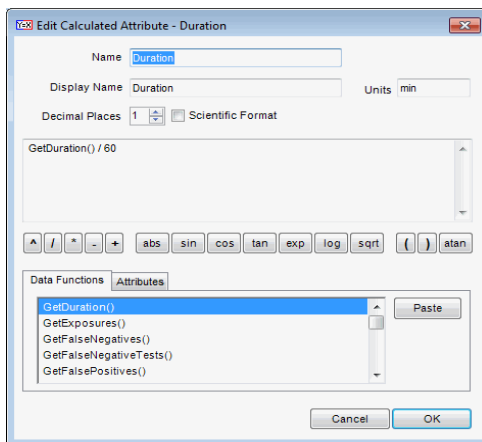 Y=X Edit Calculated Attribute - Duration
Name Duration
Display Name Duration Units min
Decimal Places 1 Scientific Format
GetDuration() / 60
^ / * - + abs sin cos tan exp log sqrt ( ) atan
Data Functions Attributes
GetDuration() Paste
GetExposures()
GetFalseNegatives()
GetFalseNegativeTests()
GetFalsePositives()
Cancel OK